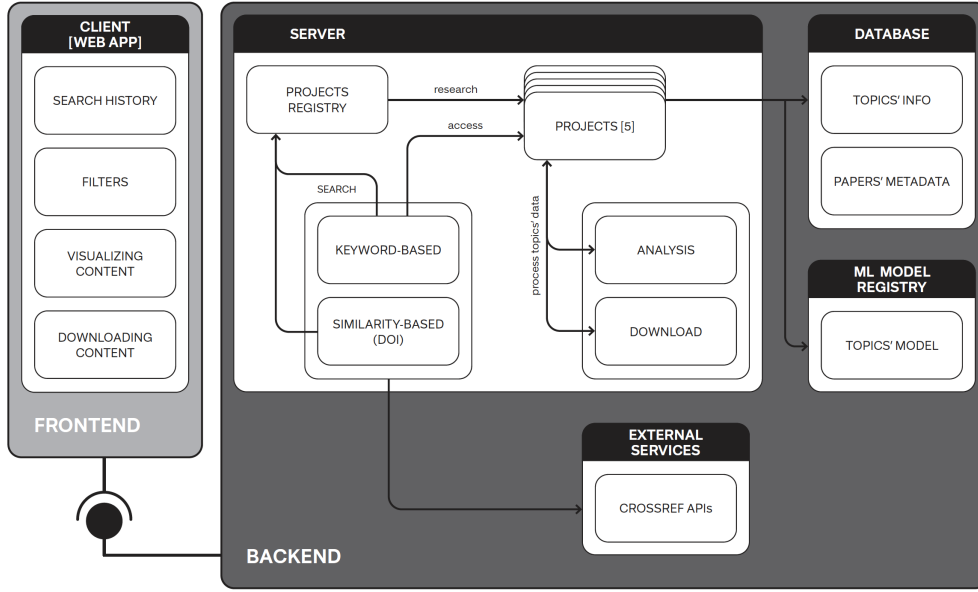 CLIENT
[WEB APP]
SEARCH HISTORY
FILTERS
VISUALIZING
CONTENT
DOWNLOADING
CONTENT
FRONTEND
SERVER
PROJECTS
REGISTRY
research
access
PROJECTS [5]
SEARCH
KEYWORD-BASED
SIMILARITY-BASED
(DOI)
process topics' data
ANALYSIS
DOWNLOAD
DATABASE
TOPICS' INFO
PAPERS' METADATA
ML MODEL
REGISTRY
TOPICS' MODEL
EXTERNAL
SERVICES
CROSSREF APIs
BACKEND